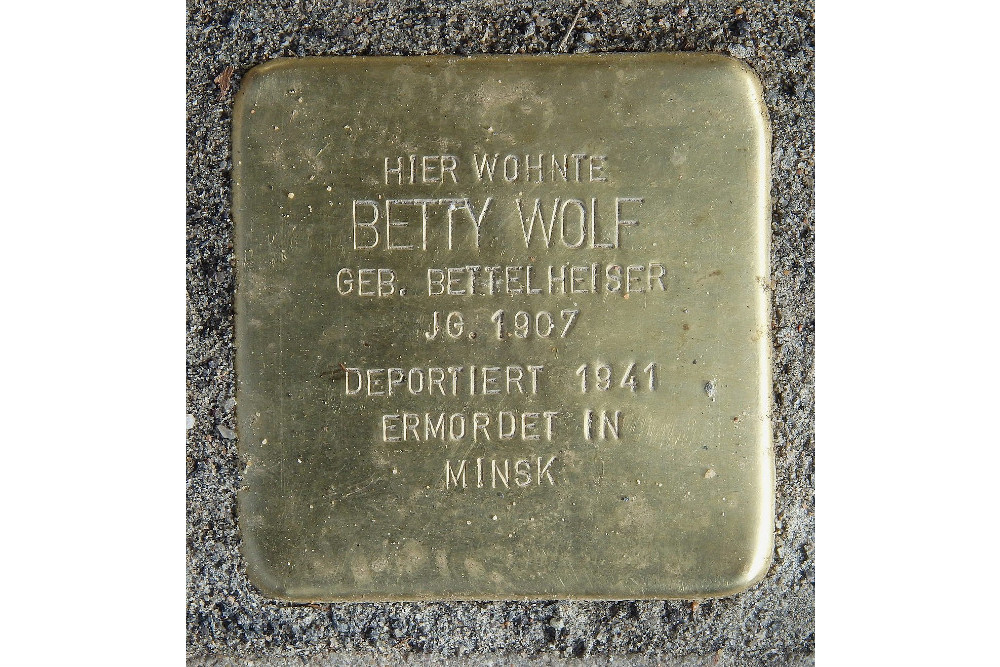 HIER WOHNTE
BETTY WOLF
GEB. BETTELHEISER
JG. 1907
DEPORTIERT 1941
ERMORDET IN
MINSK